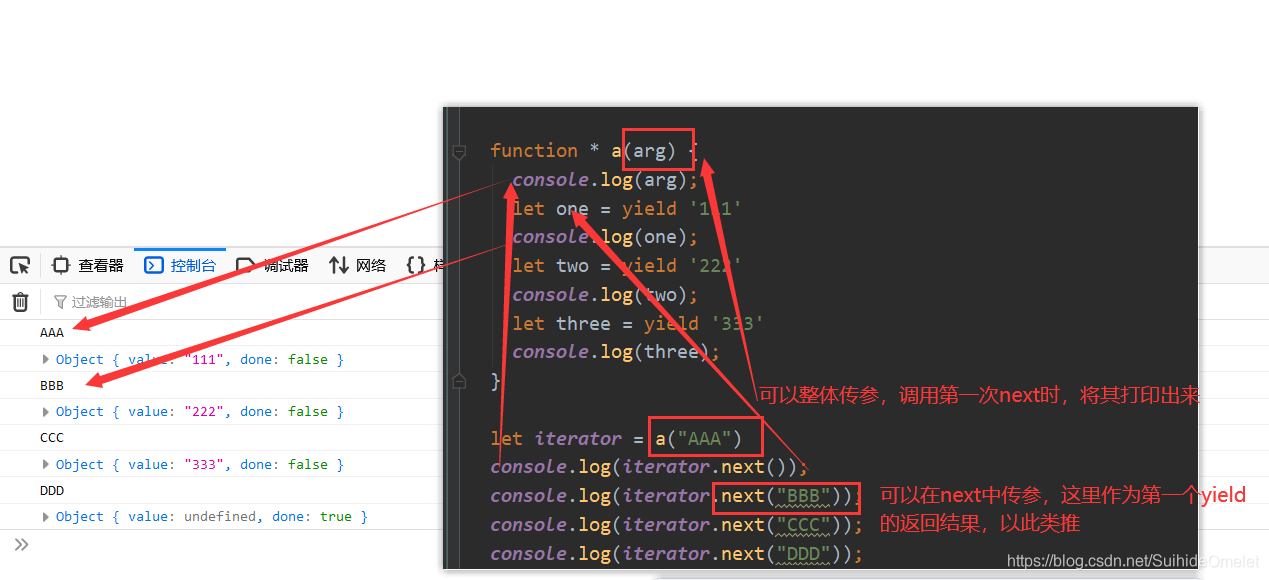 function * a(arg) {
console.log(arg);
let one = yield '111'
console.log(one);
let two = yield '222'
console.log(two);
let three = yield '333'
console.log(three);
}
可以整体传参，调用第一次next时，将其打印出来
let iterator = a("AAA")
console.log(iterator.next());
console.log(iterator.next("BBB"));
console.log(iterator.next("CCC"));
console.log(iterator.next("DDD"));
可以在next中传参，这里作为第一个yield
的返回结果，以此类推
查看器 控制台 调试器 网络 {}
过滤输出
AAA
Object { value: "111", done: false }
BBB
Object { value: "222", done: false }
CCC
Object { value: "333", done: false }
DDD
Object { value: undefined, done: true }
https://blog.csdn.net/SuihideOmelet